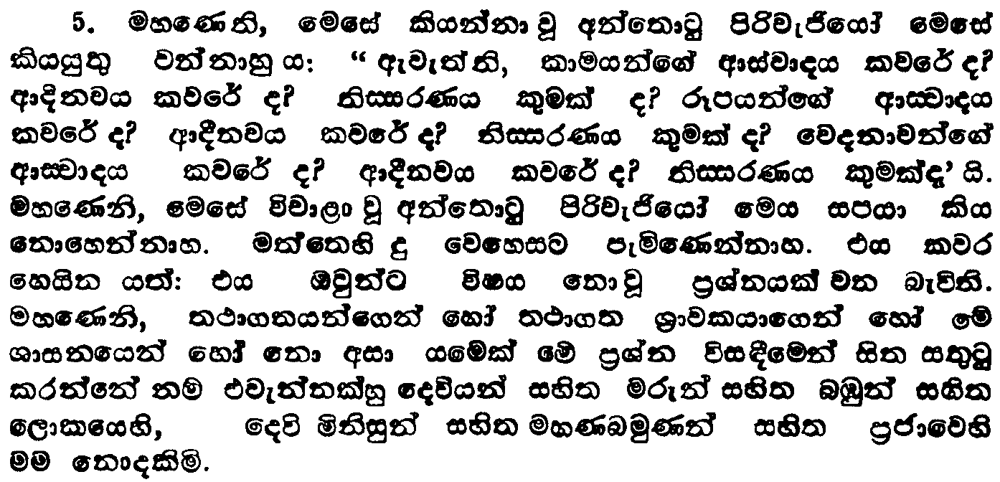 5. මහණෙනි, මෙසේ කියන්නා වූ අන්තොටු පිරිවැජියෝ මෙසේ
කියයුතු වන්නාහු ය: “ ඇවැත්නි, කාමයන්ගේ ආස්වාදය කවරේ ද?
ආදිනවය කවරේ ද? නිස්සරණය කුමක් ද? රූපයන්ගේ ආස්වාදය
කවරේ ද? ආදීනවය කවරේ ද? නිස්සරණය කුමක් ද? වෙදනාවන්ගේ
ආස්වාදය කවරේ ද? ආදීනවය කවරේ ද? නිස්සරණය කුමක්ද’ යි.
මහණෙනි, මෙසේ විචාළා වූ අන්තොටු පිරිවැජියෝ මෙය සපයා කිය
නොහෙන්නාහ. මත්තෙහි දු වෙහෙසට පැමිණෙන්නාහ. එය කවර
හෙයින යත්: එය ඔවුන්ට විෂය නොවූ ප්‍රශ්නයක් වන බැවිනි.
මහණෙනි, තථාගතයන්ගෙන් හෝ තථාගත ශ්‍රාවකයාගෙන් හෝ මේ
ශාසනයෙන් හෝ නො අසා යමෙක් මේ ප්‍රශ්න විසඳීමෙන් සිත සතුටු
කරන්නේ නම් එවැන්නක්හු දෙවියන් සහිත මරුන් සහිත බඹුන් සහිත
ලොකයෙහි, දෙවි මිනිසුන් සහිත මහණබමුණන් සහිත ප්‍රජාවෙහි
මම නොදකිමි.